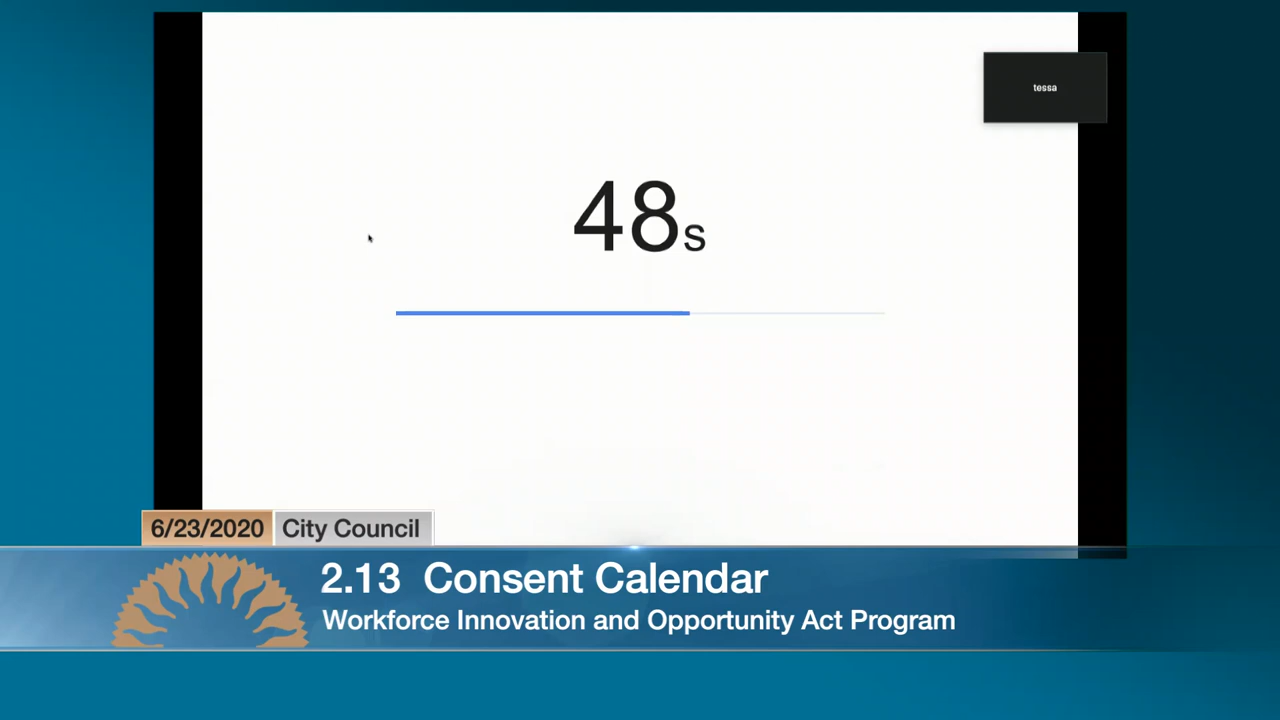 tessa
48s
6/23/2020 City Council
2.13 Consent Calendar
Workforce Innovation and Opportunity Act Program